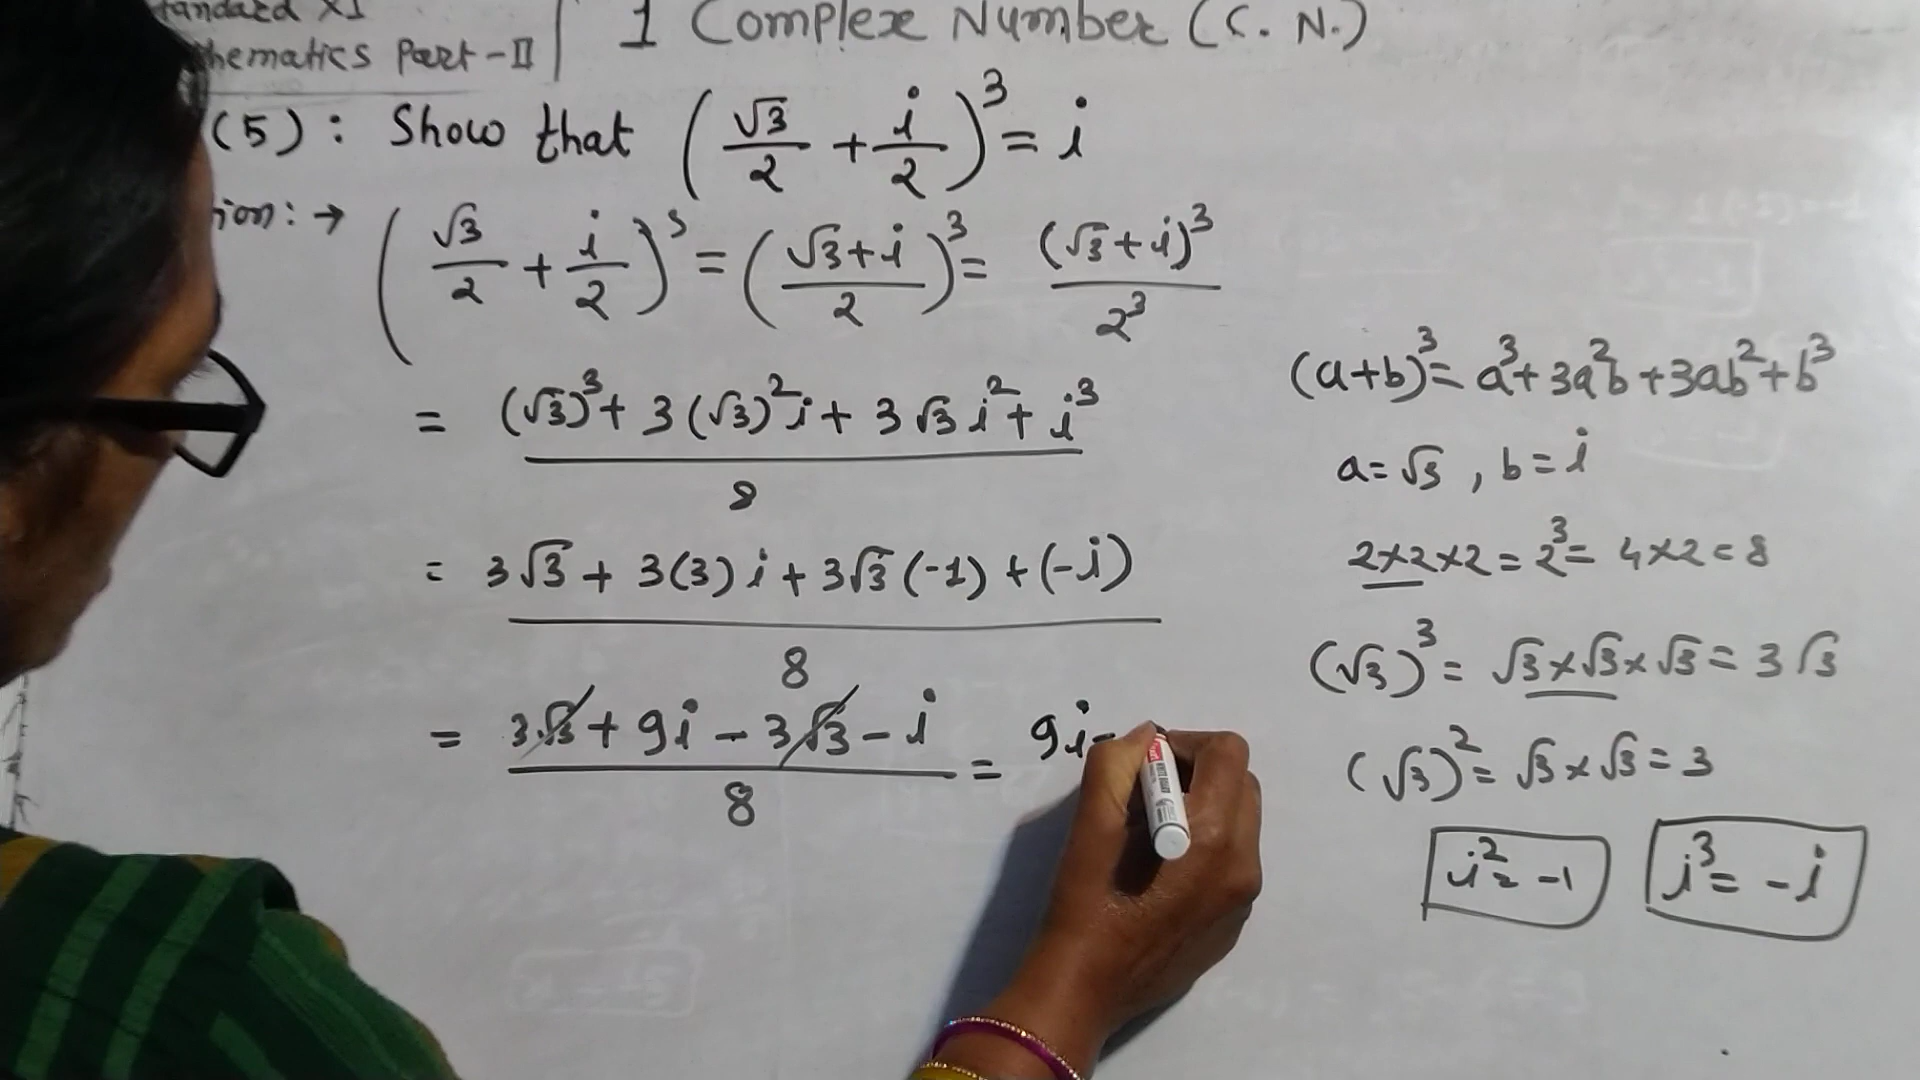 tandard XI
hematics Part-II
1 Complex Number (C. N.)
(5): Show that (√3/2 + i/2)³ = i
ion: → (√3/2 + i/2)³ = (√3+i/2)³ = (√3+i)³/2³
= (√3)³ + 3(√3)²i + 3√3 i² + i³ / 8
= 3√3 + 3(3)i + 3√3(-1) + (-i) / 8
= 3√3 + 9i - 3√3 - i / 8 = 9i-
(a+b)³ = a³ + 3a²b + 3ab² + b³
a=√3, b=i
2×2×2 = 2³ = 4×2 = 8
(√3)³ = √3×√3×√3 = 3√3
(√3)² = √3×√3 = 3
i² = -1
i³ = -i